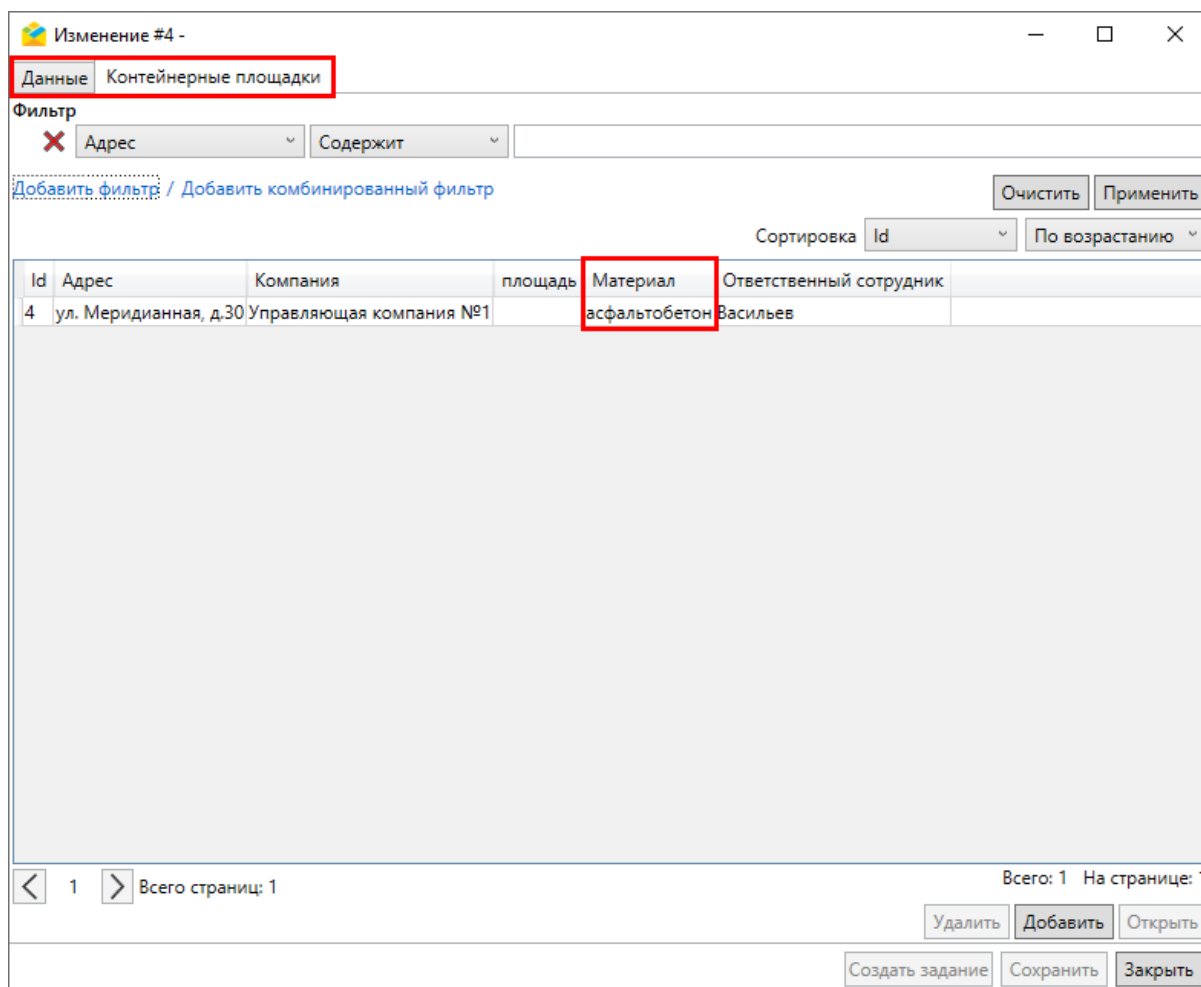 Изменение #4 -
Данные Контейнерные площадки
Фильтр
Адрес Содержит
Добавить фильтр / Добавить комбинированный фильтр
Очистить Применить
Сортировка Id По возрастанию
Id Адрес Компания площадь Материал Ответственный сотрудник
4 ул. Меридианная, д.30 Управляющая компания №1 асфальтобетон Васильев
1 Всего страниц: 1
Всего: 1 На странице: 1
Удалить Добавить Открыть
Создать задание Сохранить Закрыть